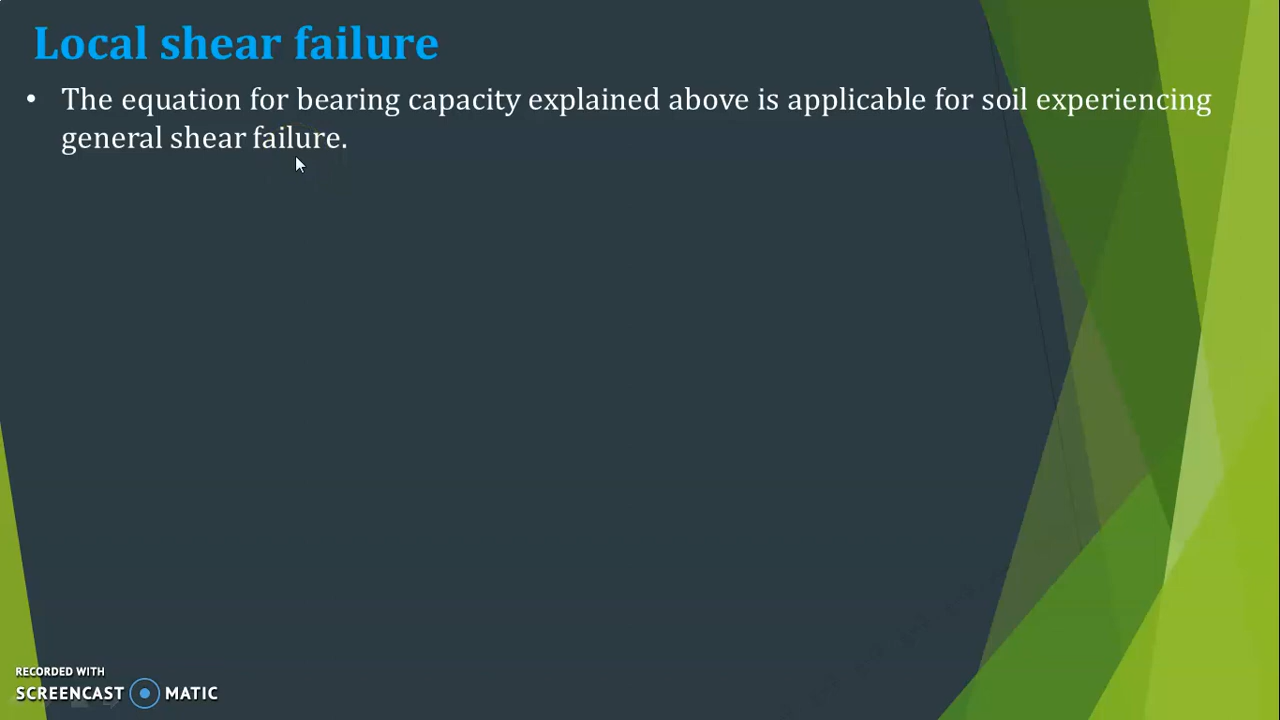 Local shear failure
• The equation for bearing capacity explained above is applicable for soil experiencing
general shear failure.
RECORDED WITH
SCREENCAST MATIC